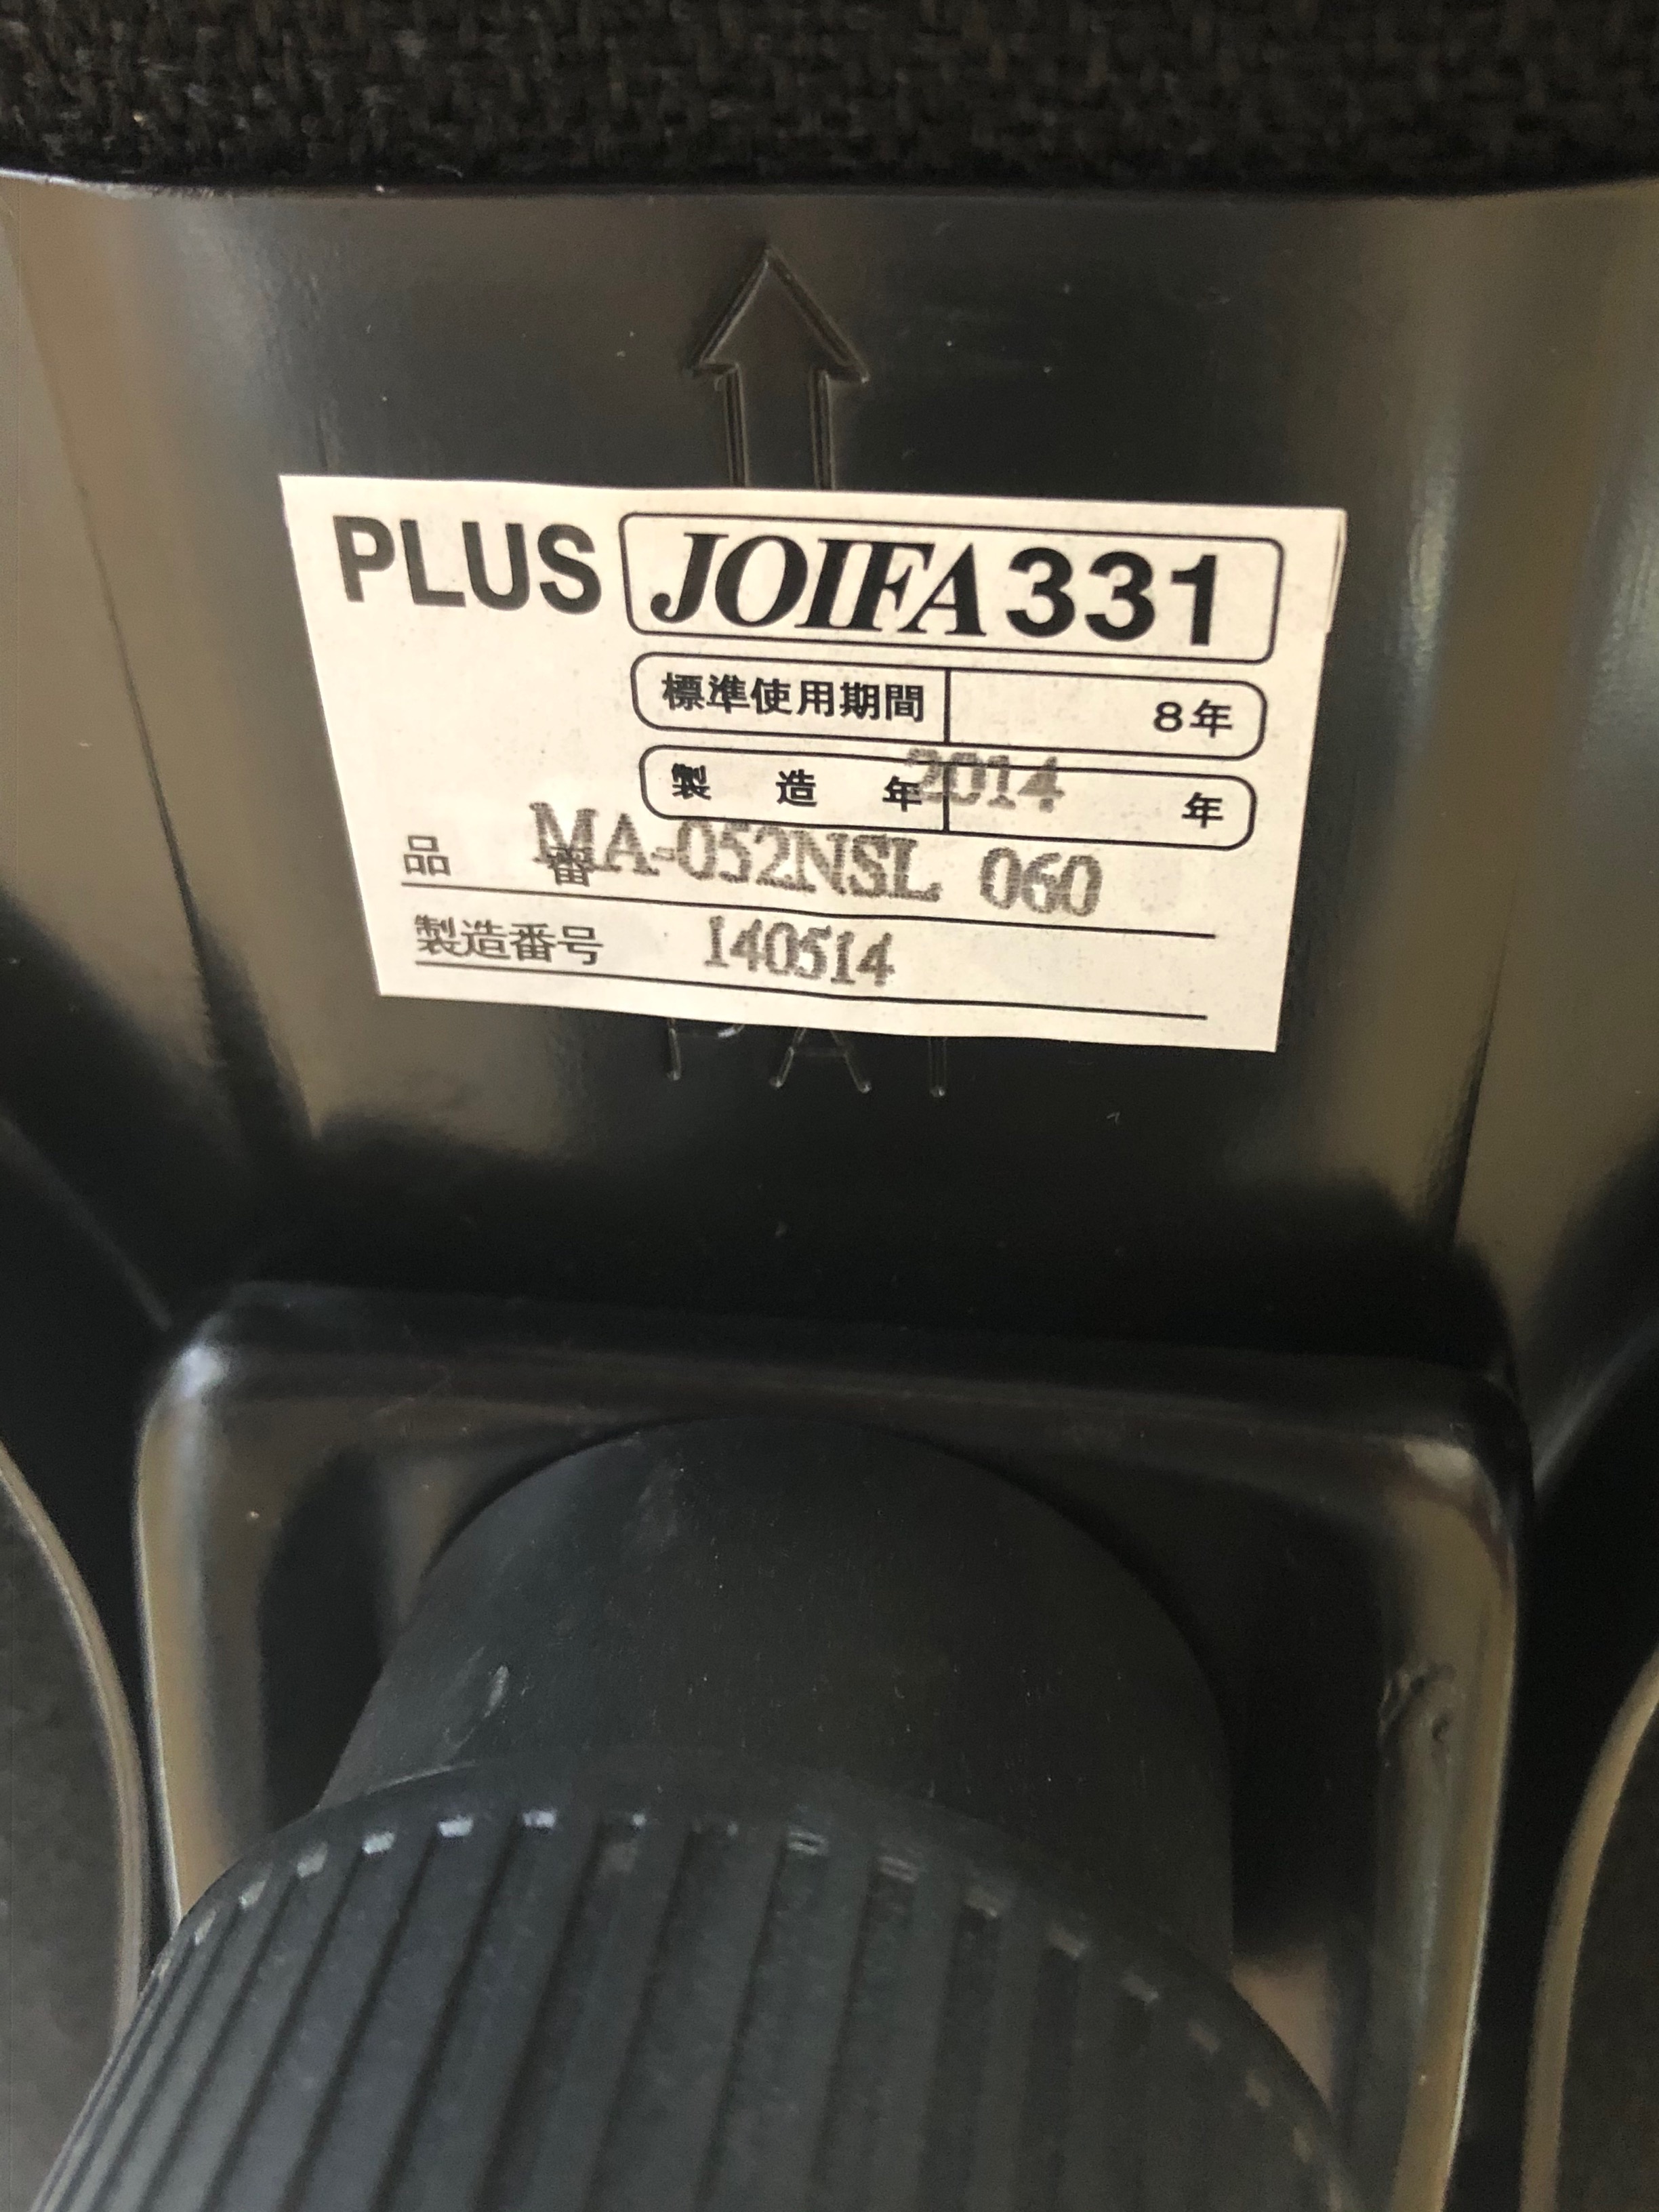 PLUS JOIFA 331
標準使用期間 8年
製造年 2014 年
品番 MA-052NSL 060
製造番号 140514
PAT